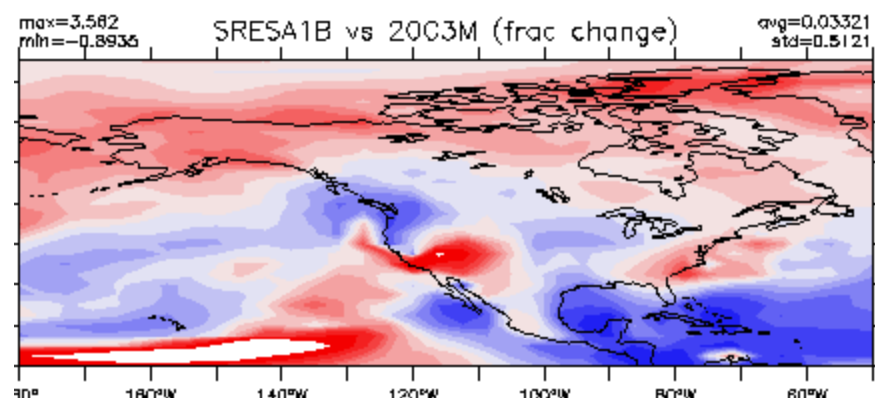 max=3.562
min=-0.8935
SRESA1B vs 20C3M (frac change)
avg=0.03321
std=0.5121
160°W 140°W 120°W 100°W 80°W 60°W